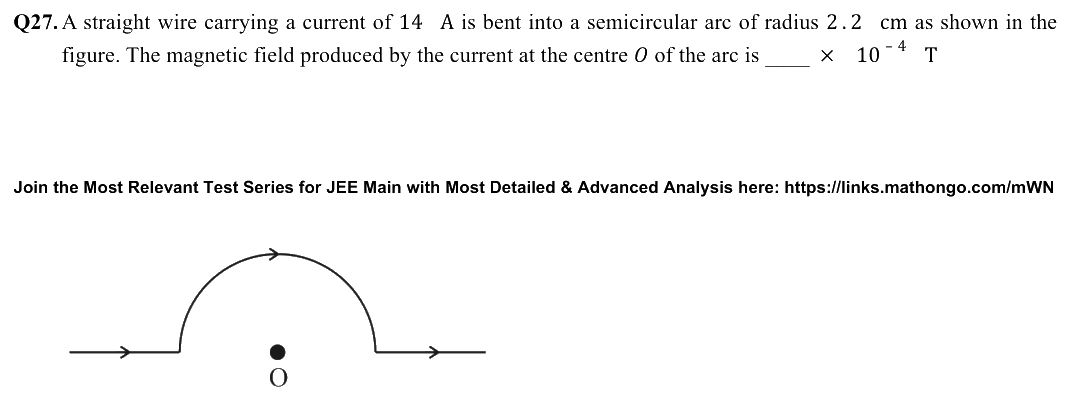 Q27. A straight wire carrying a current of 14 A is bent into a semicircular arc of radius 2.2 cm as shown in the
figure. The magnetic field produced by the current at the centre O of the arc is ____ × 10⁻⁴ T
Join the Most Relevant Test Series for JEE Main with Most Detailed & Advanced Analysis here: https://links.mathongo.com/mWN
O